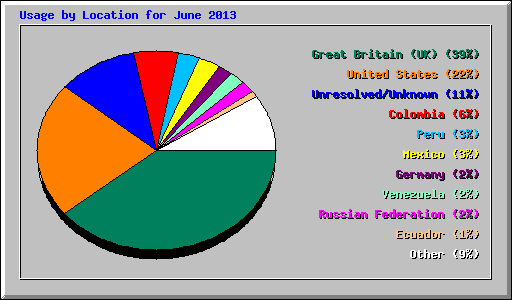 Usage by Location for June 2013
Great Britain (UK) (39%)
United States (22%)
Unresolved/Unknown (11%)
Colombia (6%)
Peru (3%)
Mexico (3%)
Germany (2%)
Venezuela (2%)
Russian Federation (2%)
Ecuador (1%)
Other (9%)